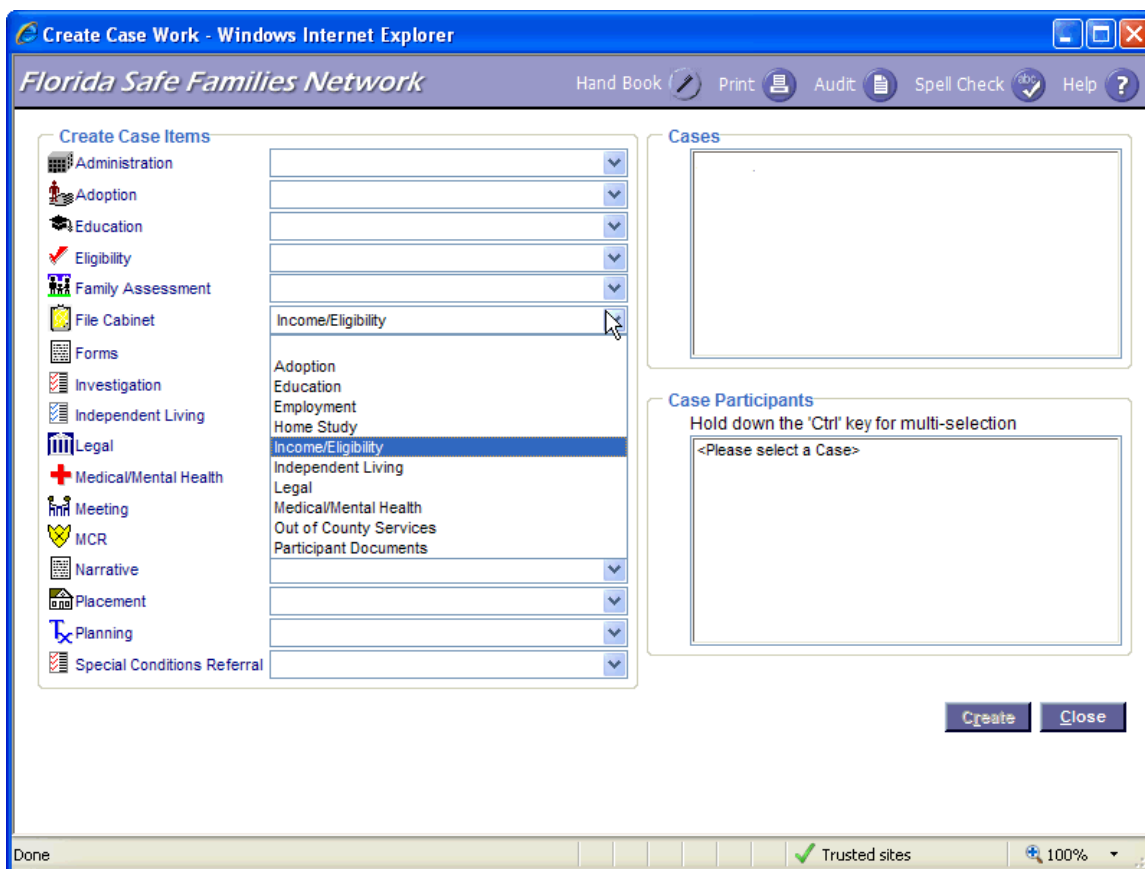 Create Case Work - Windows Internet Explorer
Florida Safe Families Network
Hand Book
Print
Audit
abc
Spell Check
Help
?
Create Case Items
Administration
Adoption
Education
Eligibility
Family Assessment
File Cabinet
Income/Eligibility
Forms
Investigation
Independent Living
Legal
Medical/Mental Health
Meeting
MCR
Narrative
Placement
Planning
Special Conditions Referral
Adoption
Education
Employment
Home Study
Income/Eligibility
Independent Living
Legal
Medical/Mental Health
Out of County Services
Participant Documents
Cases
Case Participants
Hold down the 'Ctrl' key for multi-selection
<Please select a Case>
Create
Close
Done
Trusted sites
100%